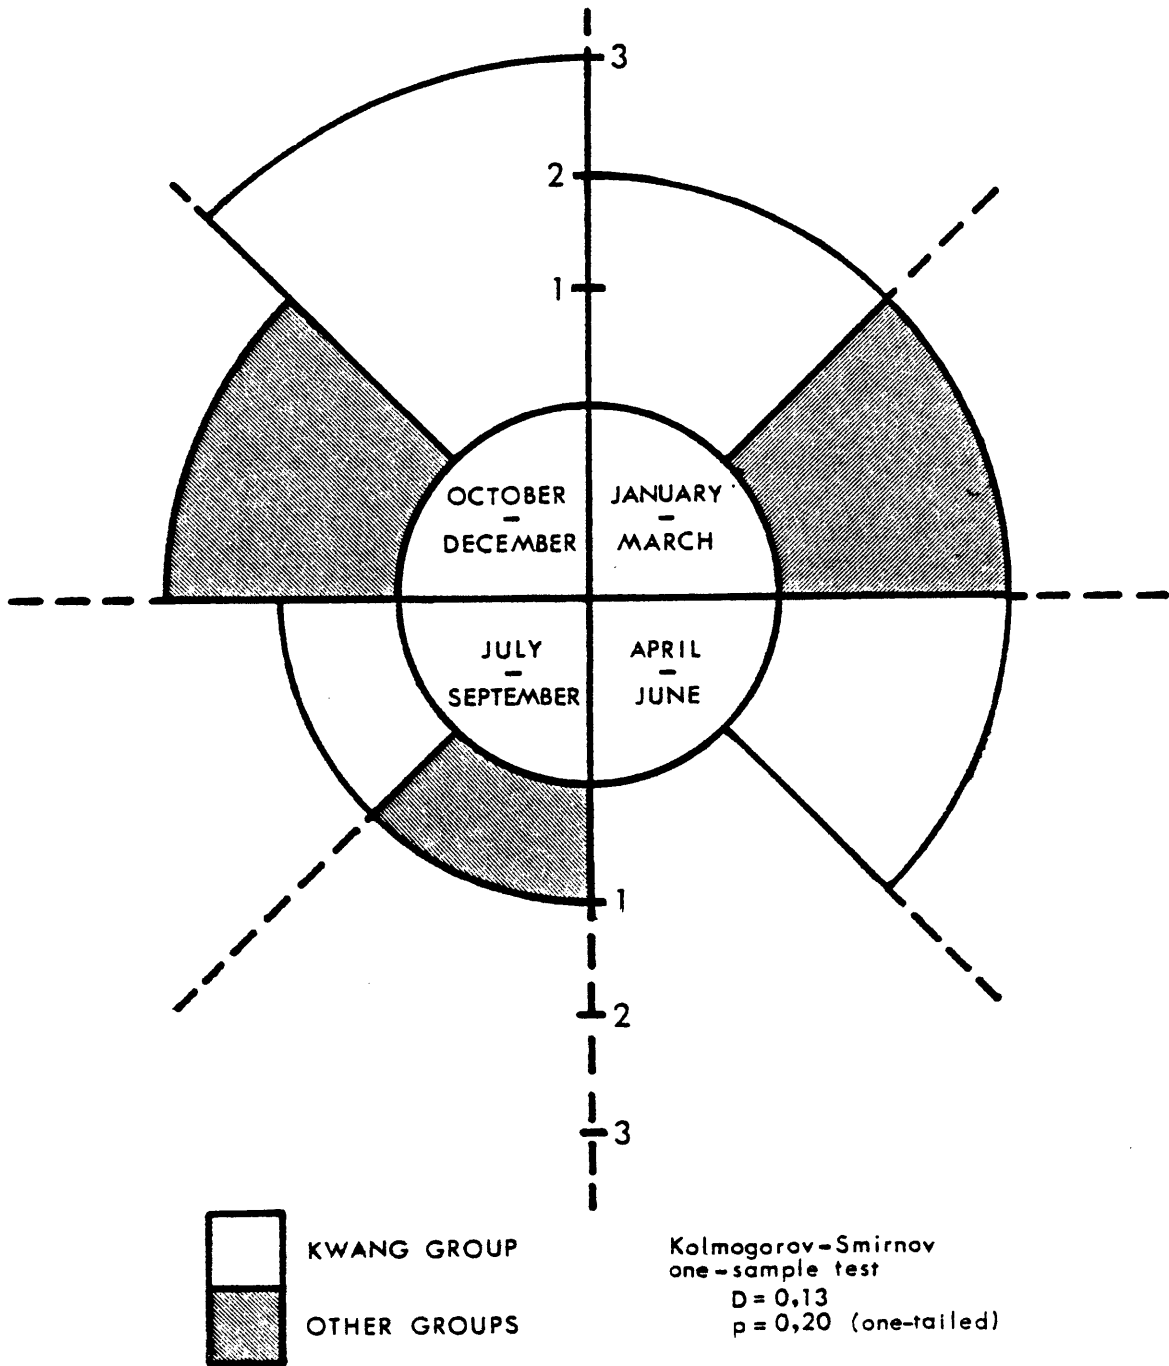 3
2
1
OCTOBER
–
DECEMBER
JANUARY
–
MARCH
JULY
–
SEPTEMBER
APRIL
–
JUNE
1
2
3
KWANG GROUP
OTHER GROUPS
Kolmogorov-Smirnov
one-sample test
D = 0,13
p = 0,20 (one-tailed)